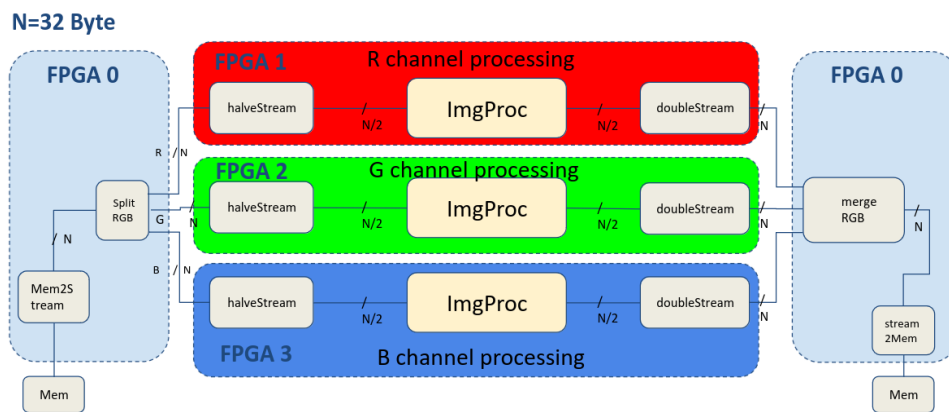 N=32 Byte
FPGA 0
FPGA 1
R channel processing
FPGA 0
halveStream
ImgProc
doubleStream
N/2
N/2
N
R
N
FPGA 2
G channel processing
Split
RGB
halveStream
ImgProc
doubleStream
merge
RGB
G
N
N/2
N/2
N
N
N
B
N
Mem2S
tream
halveStream
ImgProc
doubleStream
N/2
N/2
N
stream
2Mem
FPGA 3
B channel processing
Mem
Mem